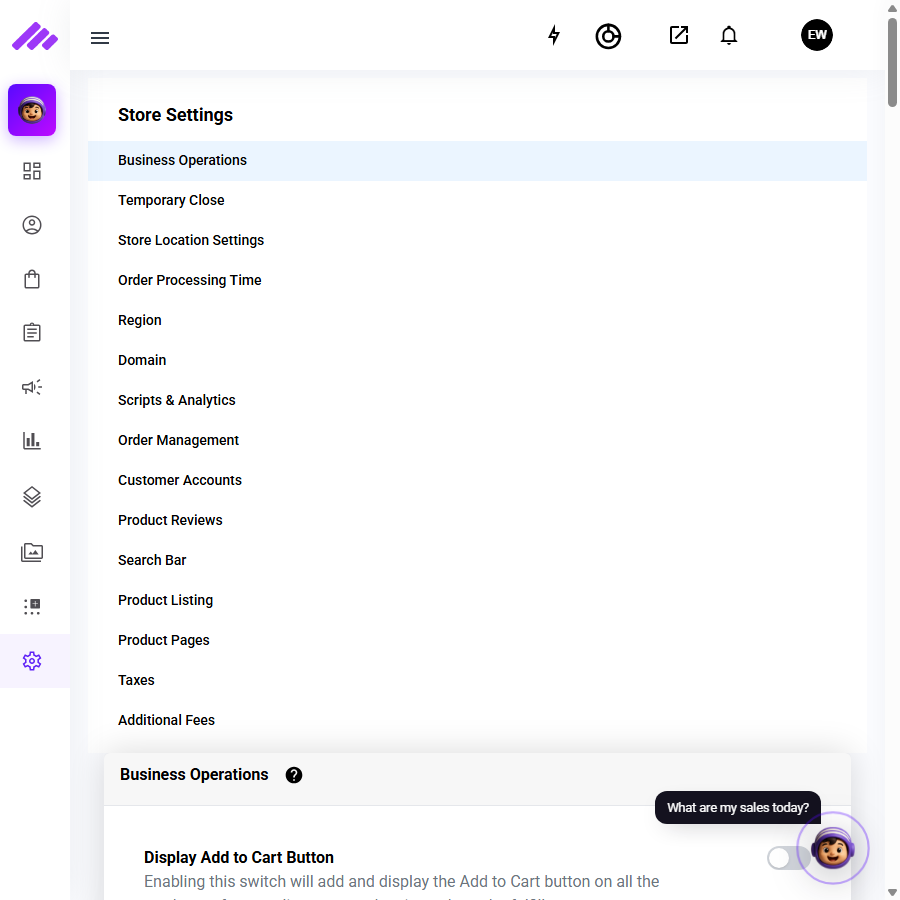 EW
Store Settings
Business Operations
Temporary Close
Store Location Settings
Order Processing Time
Region
Domain
Scripts & Analytics
Order Management
Customer Accounts
Product Reviews
Search Bar
Product Listing
Product Pages
Taxes
Additional Fees
Business Operations ?
What are my sales today?
Display Add to Cart Button
Enabling this switch will add and display the Add to Cart button on all the